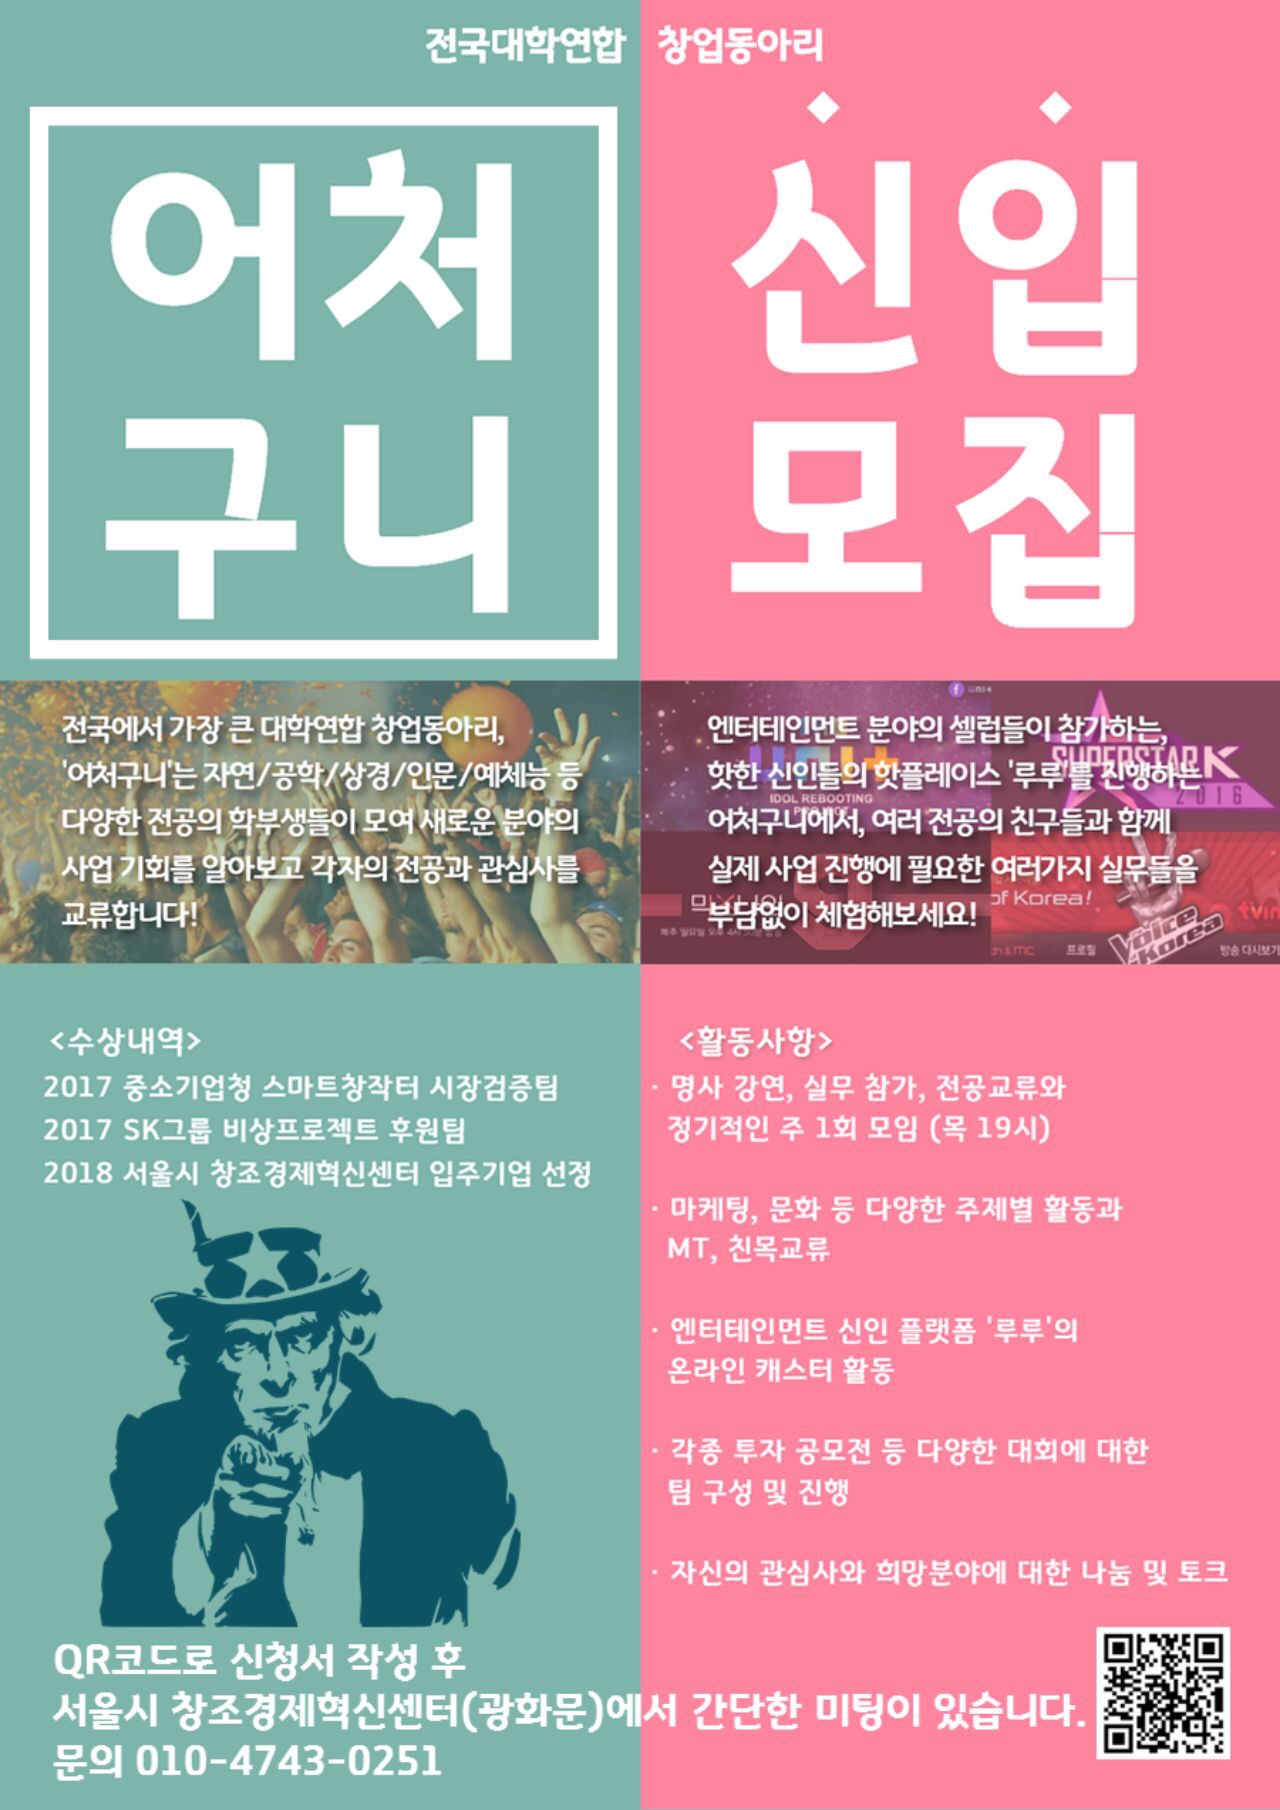 전국대학연합 창업동아리
어처
구니
신입
모집
전국에서 가장 큰 대학연합 창업동아리,
'어처구니'는 자연/공학/상경/인문/예체능 등
다양한 전공의 학부생들이 모여 새로운 분야의
사업 기회를 알아보고 각자의 전공과 관심사를
교류합니다!
엔터테인먼트 분야의 셀럽들이 참가하는,
핫한 신인들의 핫플레이스 '루루'를 진행하는
어처구니에서, 여러 전공의 친구들과 함께
실제 사업 진행에 필요한 여러가지 실무들을
부담없이 체험해보세요!
IDOL REBOOTING
SUPERSTAR K
2016
of Korea!
Voice
Korea
프로필
방송 다시보기
<수상내역>
2017 중소기업청 스마트창작터 시장검증팀
2017 SK그룹 비상프로젝트 후원팀
2018 서울시 창조경제혁신센터 입주기업 선정
<활동사항>
· 명사 강연, 실무 참가, 전공교류와
정기적인 주 1회 모임 (목 19시)
· 마케팅, 문화 등 다양한 주제별 활동과
MT, 친목교류
· 엔터테인먼트 신인 플랫폼 '루루'의
온라인 캐스터 활동
· 각종 투자 공모전 등 다양한 대회에 대한
팀 구성 및 진행
· 자신의 관심사와 희망분야에 대한 나눔 및 토크
QR코드로 신청서 작성 후
서울시 창조경제혁신센터(광화문)에서 간단한 미팅이 있습니다.
문의 010-4743-0251